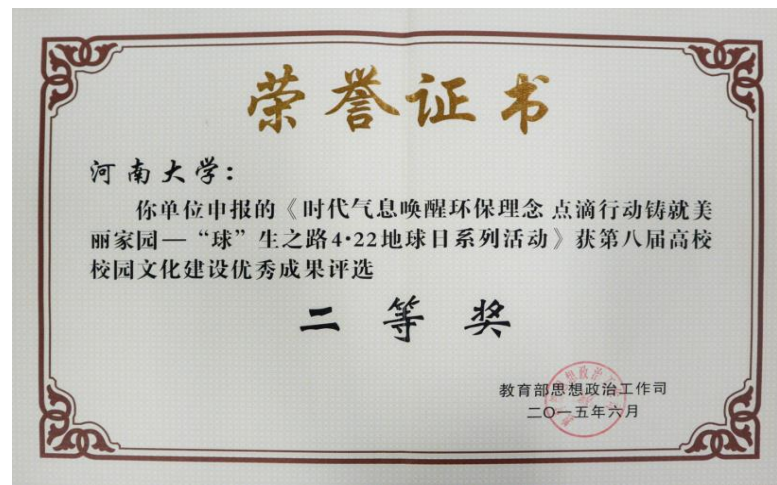 荣誉证书
河南大学：
你单位申报的《时代气息唤醒环保理念 点滴行动铸就美
丽家园—“球”生之路4·22地球日系列活动》获第八届高校
校园文化建设优秀成果评选
二等奖
教育部思想政治工作司
二〇一五年六月